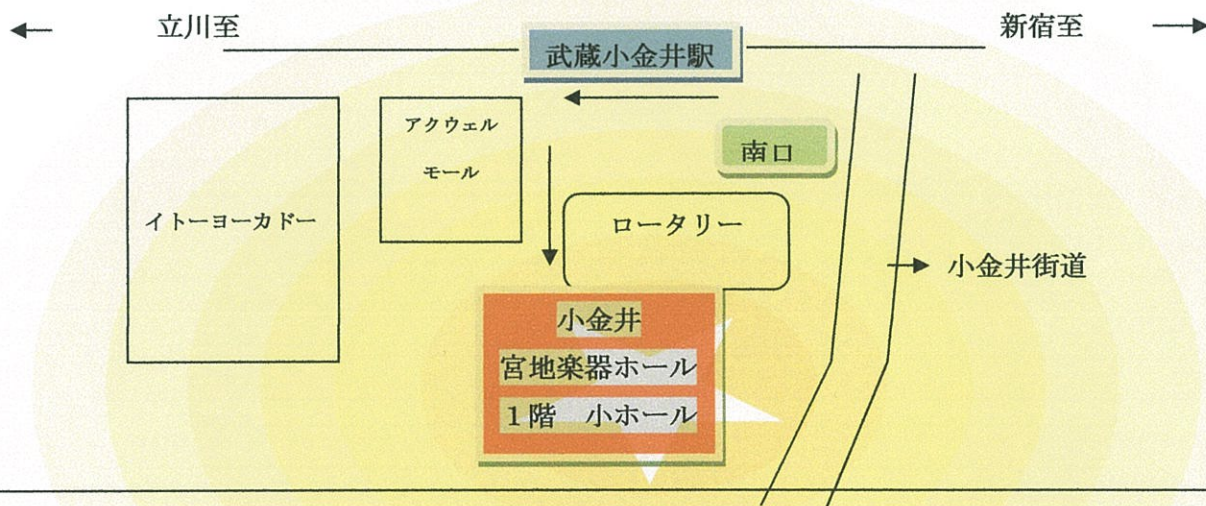 立川至
新宿至
武蔵小金井駅
アクウェル
モール
南口
イトーヨーカドー
ロータリー
小金井街道
小金井
宮地楽器ホール
1階 小ホール